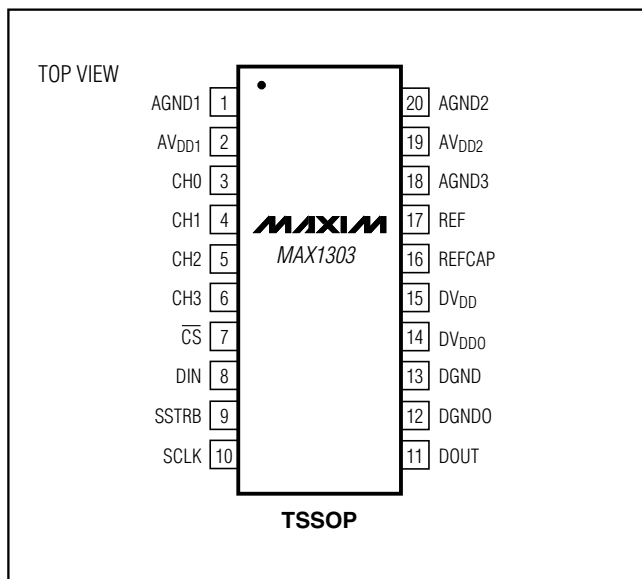 TOP VIEW
AGND1 1
AVDD1 2
CH0 3
CH1 4
CH2 5
CH3 6
C̅S̅ 7
DIN 8
SSTRB 9
SCLK 10
MAXIM
MAX1303
20 AGND2
19 AVDD2
18 AGND3
17 REF
16 REFCAP
15 DVDD
14 DVDDO
13 DGND
12 DGNDO
11 DOUT
TSSOP